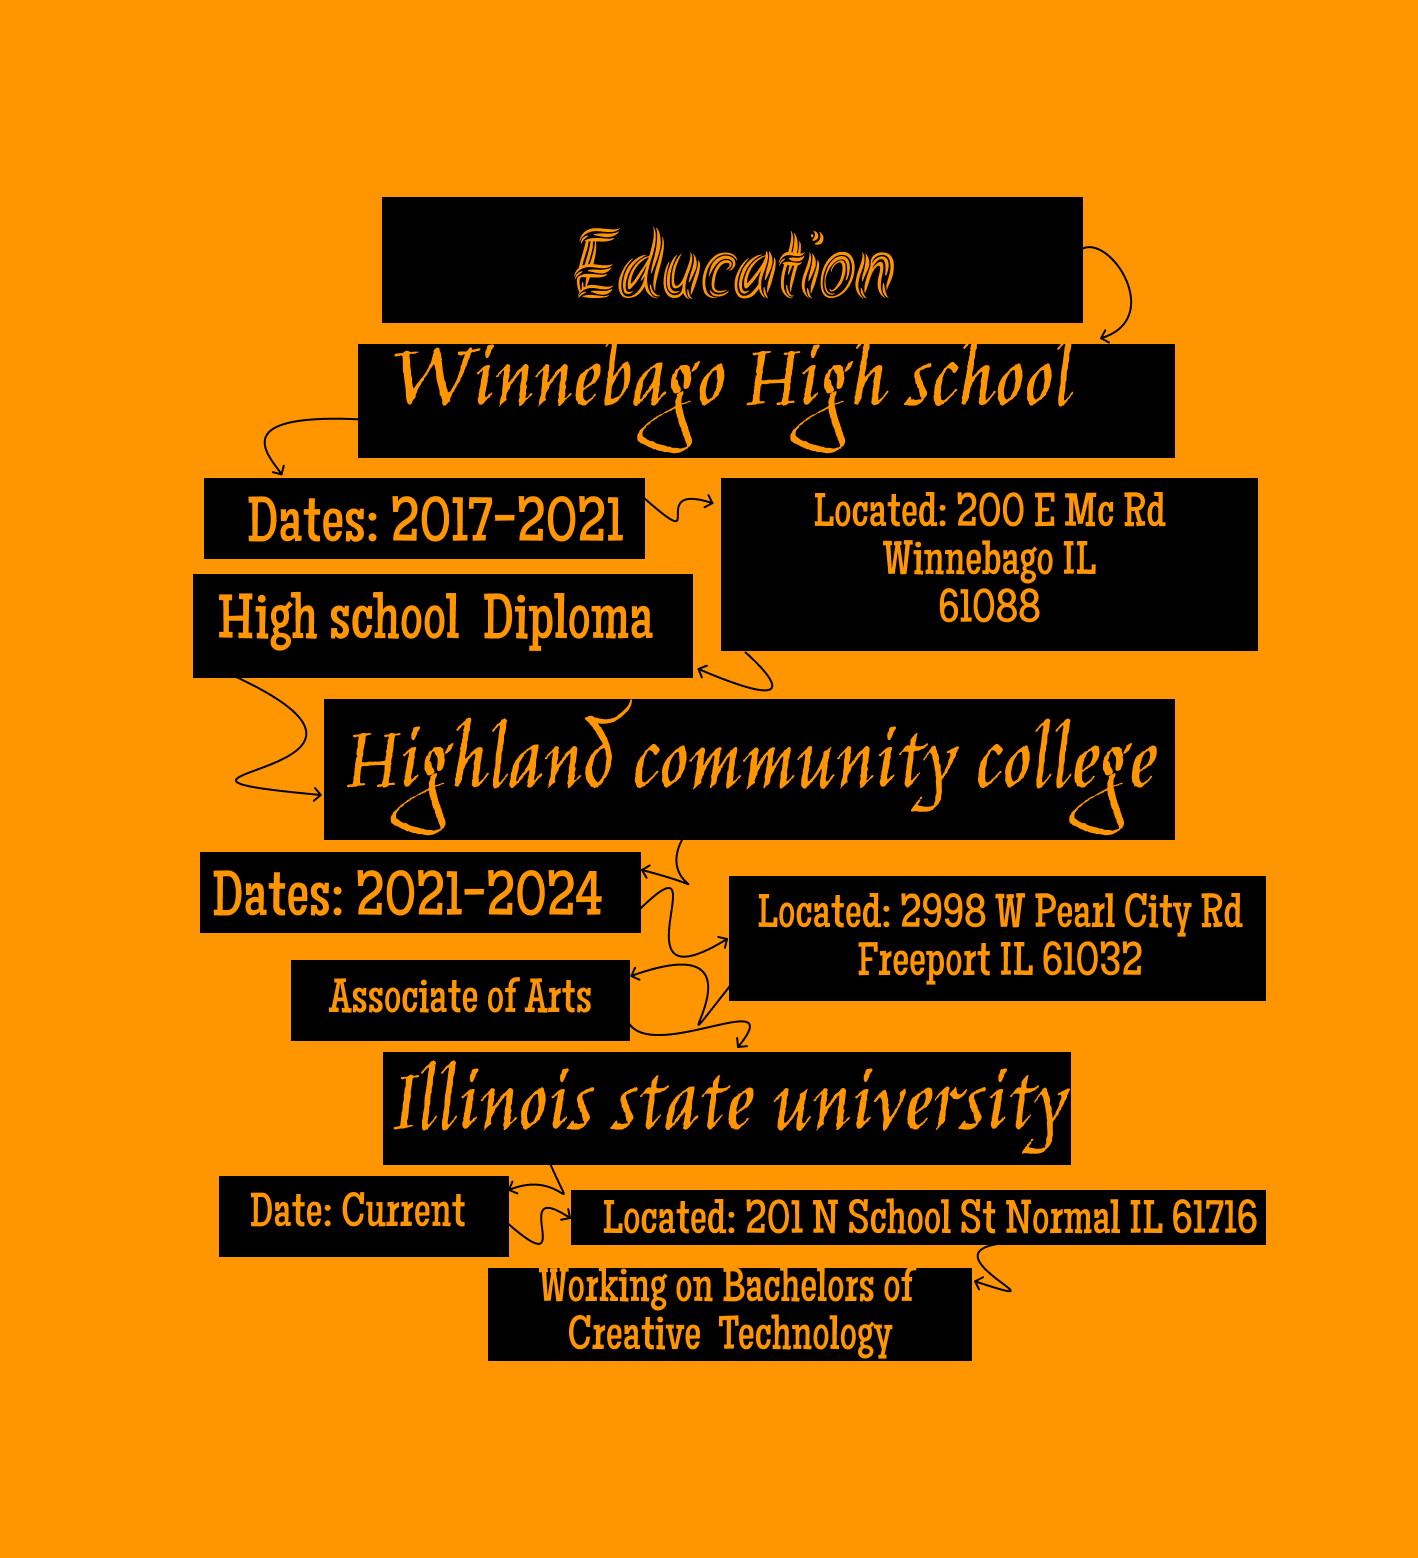 Education
Winnebago High school
Dates: 2017-2021
Located: 200 E Mc Rd
Winnebago IL
61088
High school Diploma
Highland community college
Dates: 2021-2024
Located: 2998 W Pearl City Rd
Freeport IL 61032
Associate of Arts
Illinois state university
Date: Current
Located: 201 N School St Normal IL 61716
Working on Bachelors of
Creative Technology